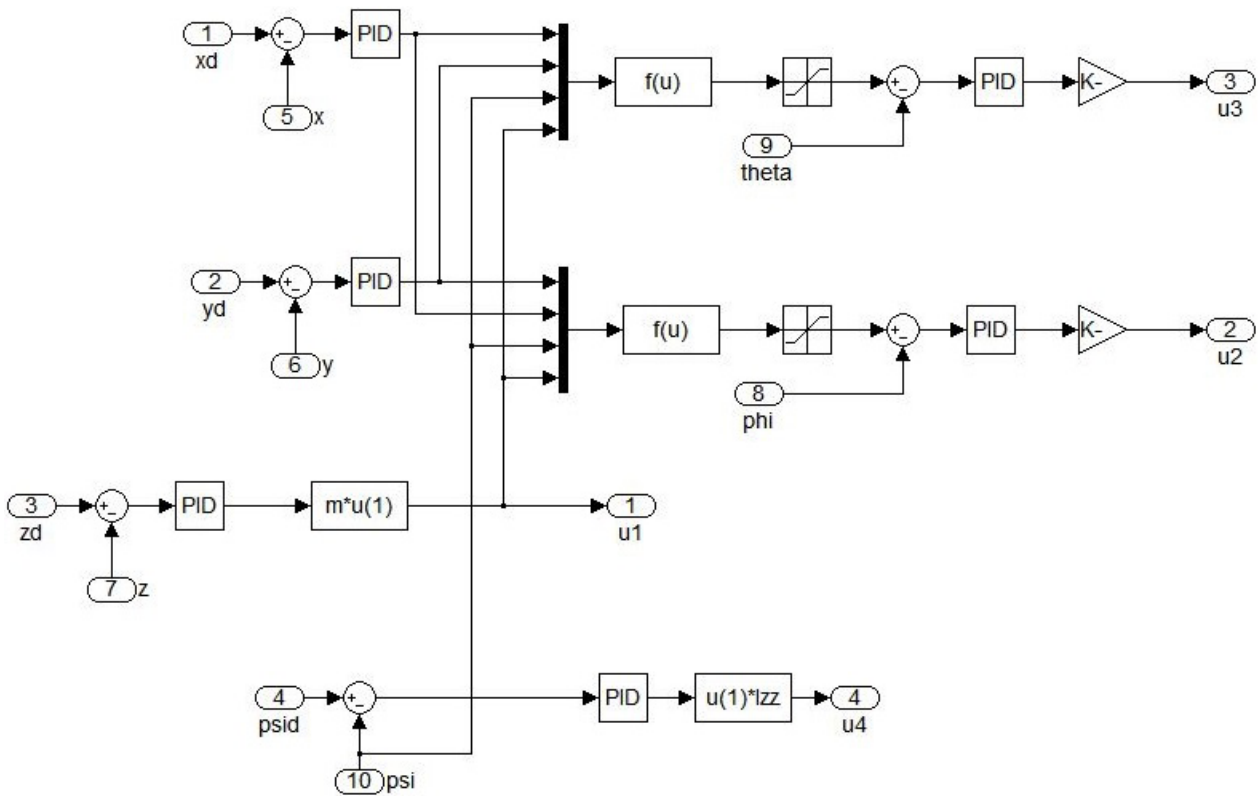 1
xd
+
-
PID
5
x
f(u)
+
-
PID
K-
3
u3
9
theta
2
yd
+
-
PID
6
y
f(u)
+
-
PID
K-
2
u2
8
phi
3
zd
+
-
PID
m*u(1)
1
u1
7
z
4
psid
+
-
PID
u(1)*Izz
4
u4
10
psi